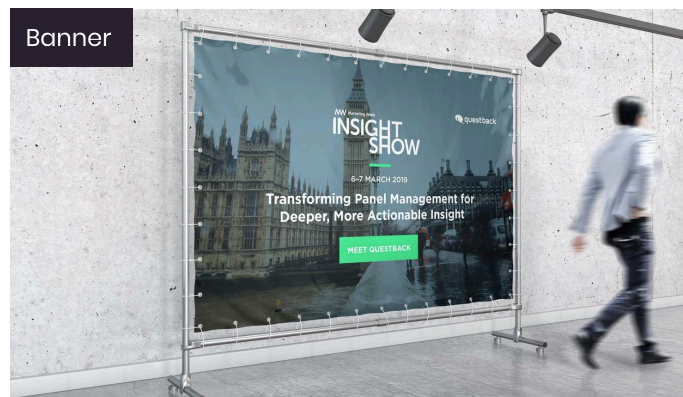 Banner
MW Marketing Week
INSIGHT
SHOW
questback
6-7 MARCH 2019
Transforming Panel Management for
Deeper, More Actionable Insight
MEET QUESTBACK